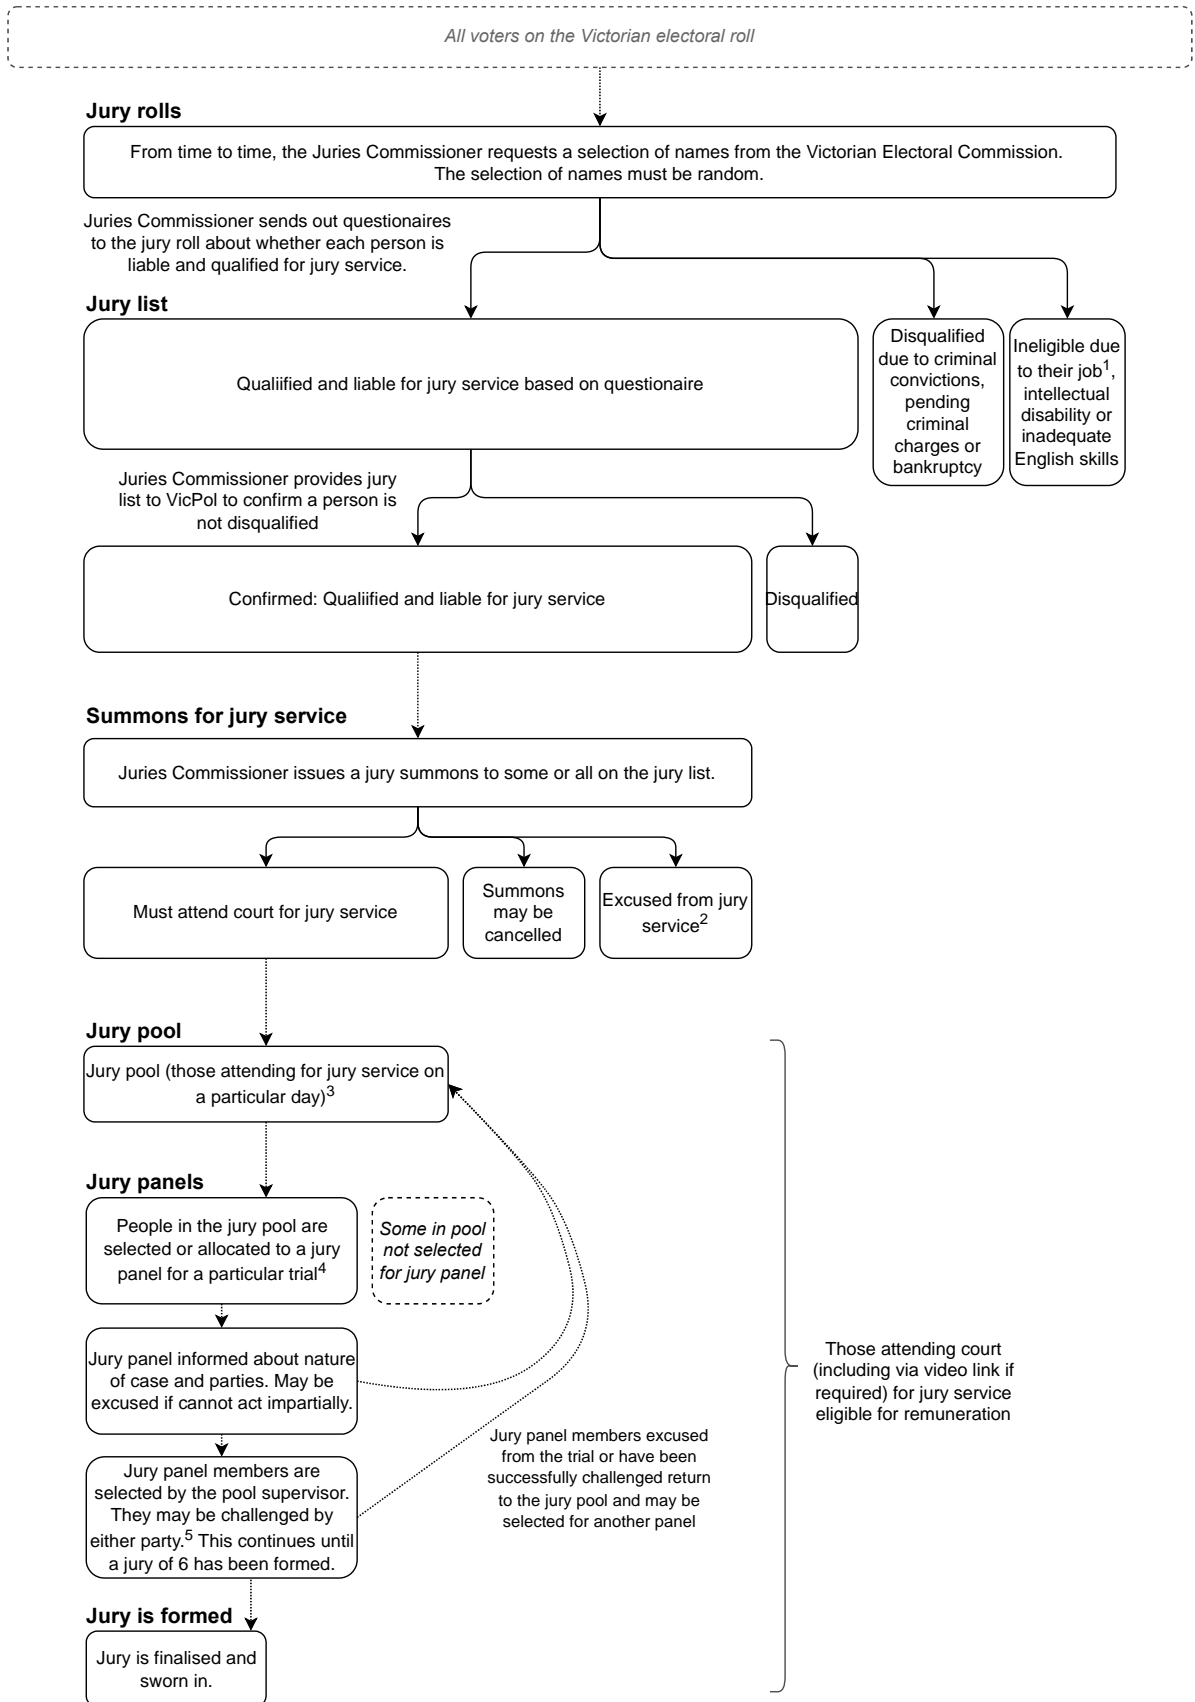 All voters on the Victorian electoral roll
Jury rolls
From time to time, the Juries Commissioner requests a selection of names from the Victorian Electoral Commission.
The selection of names must be random.
Juries Commissioner sends out questionaires
to the jury roll about whether each person is
liable and qualified for jury service.
Jury list
Qualiified and liable for jury service based on questionaire
Disqualified
due to criminal
convictions,
pending
criminal
charges or
bankruptcy
Ineligible due
to their job1,
intellectual
disability or
inadequate
English skills
Juries Commissioner provides jury
list to VicPol to confirm a person is
not disqualified
Confirmed: Qualiified and liable for jury service
Disqualified
Summons for jury service
Juries Commissioner issues a jury summons to some or all on the jury list.
Must attend court for jury service
Summons
may be
cancelled
Excused from jury
service2
Jury pool
Jury pool (those attending for jury service on
a particular day)3
Jury panels
People in the jury pool are
selected or allocated to a jury
panel for a particular trial4
Some in pool
not selected
for jury panel
Jury panel informed about nature
of case and parties. May be
excused if cannot act impartially.
Those attending court
(including via video link if
required) for jury service
eligible for remuneration
Jury panel members excused
from the trial or have been
successfully challenged return
to the jury pool and may be
selected for another panel
Jury panel members are
selected by the pool supervisor.
They may be challenged by
either party.5 This continues until
a jury of 6 has been formed.
Jury is formed
Jury is finalised and
sworn in.